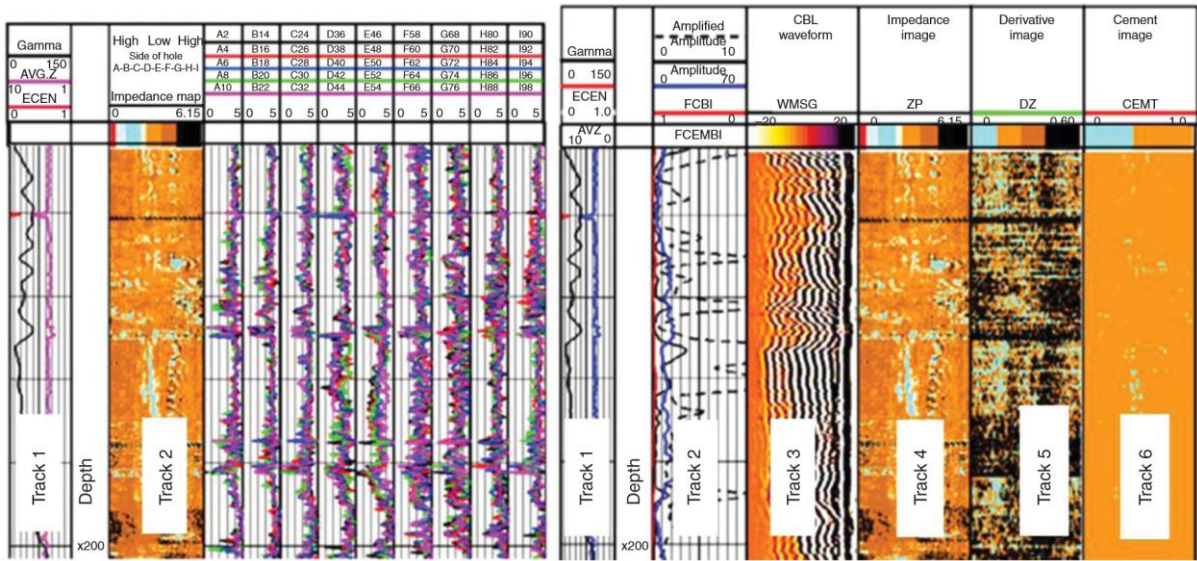 Gamma
0 150
AVG.Z
10 1
ECEN
0 1
High Low High
Side of hole
A-B-C-D-E-F-G-H-I
Impedance map
0 6.15
A2 B14 C24 D36 E46 F58 G68 H80 I90
A4 B16 C26 D38 E48 F60 G70 H82 I92
A6 B18 C28 D40 E50 F62 G72 H84 I94
A8 B20 C30 D42 E52 F64 G74 H86 I96
A10 B22 C32 D44 E54 F66 G76 H88 I98
0 5 0 5 0 5 0 5 0 5 0 5 0 5 0 5 0 5
Track 1
Depth
Track 2
x200
Gamma
0 150
ECEN
0 1.0
AVZ
10 0
Amplified
Amplitude
0 10
Amplitude
0 70
FCBI
1 0
FCEMBI
CBL
waveform
WMSG
-20 20
Impedance
image
ZP
0 6.15
Derivative
image
DZ
0 0.60
Cement
image
CEMT
0 1.0
Track 1
Depth
Track 2
Track 3
Track 4
Track 5
Track 6
x200